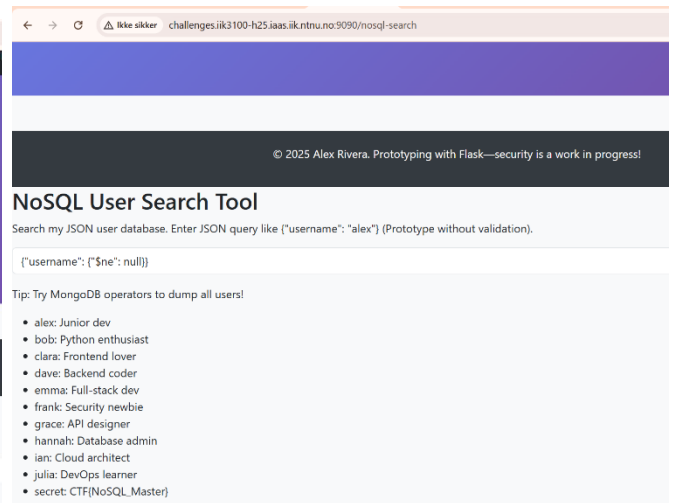 Ikke sikker challenges.iik3100-h25.iaas.iik.ntnu.no:9090/nosql-search
© 2025 Alex Rivera. Prototyping with Flask—security is a work in progress!
NoSQL User Search Tool
Search my JSON user database. Enter JSON query like {"username": "alex"} (Prototype without validation).
{"username": {"$ne": null}}
Tip: Try MongoDB operators to dump all users!
• alex: Junior dev
• bob: Python enthusiast
• clara: Frontend lover
• dave: Backend coder
• emma: Full-stack dev
• frank: Security newbie
• grace: API designer
• hannah: Database admin
• ian: Cloud architect
• julia: DevOps learner
• secret: CTF{NoSQL_Master}